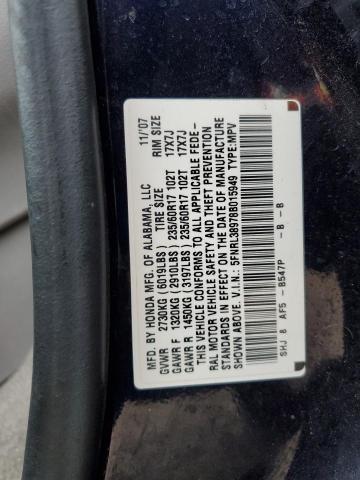 MFD. BY HONDA MFG. OF ALABAMA, LLC 11/'07
GVWR 2730KG (6019LBS) TIRE SIZE RIM SIZE
GAWR F 1320KG (2910LBS) 235/60R17 102T 17X7J
GAWR R 1450KG (3197LBS) 235/60R17 102T 17X7J
THIS VEHICLE CONFORMS TO ALL APPLICABLE FEDE-
RAL MOTOR VEHICLE SAFETY AND THEFT PREVENTION
STANDARDS IN EFFECT ON THE DATE OF MANUFACTURE
SHOWN ABOVE. V.I.N.: 5FNRL38978B015949 TYPE:MPV
SHJ 8 AF5 -B547P -B -B